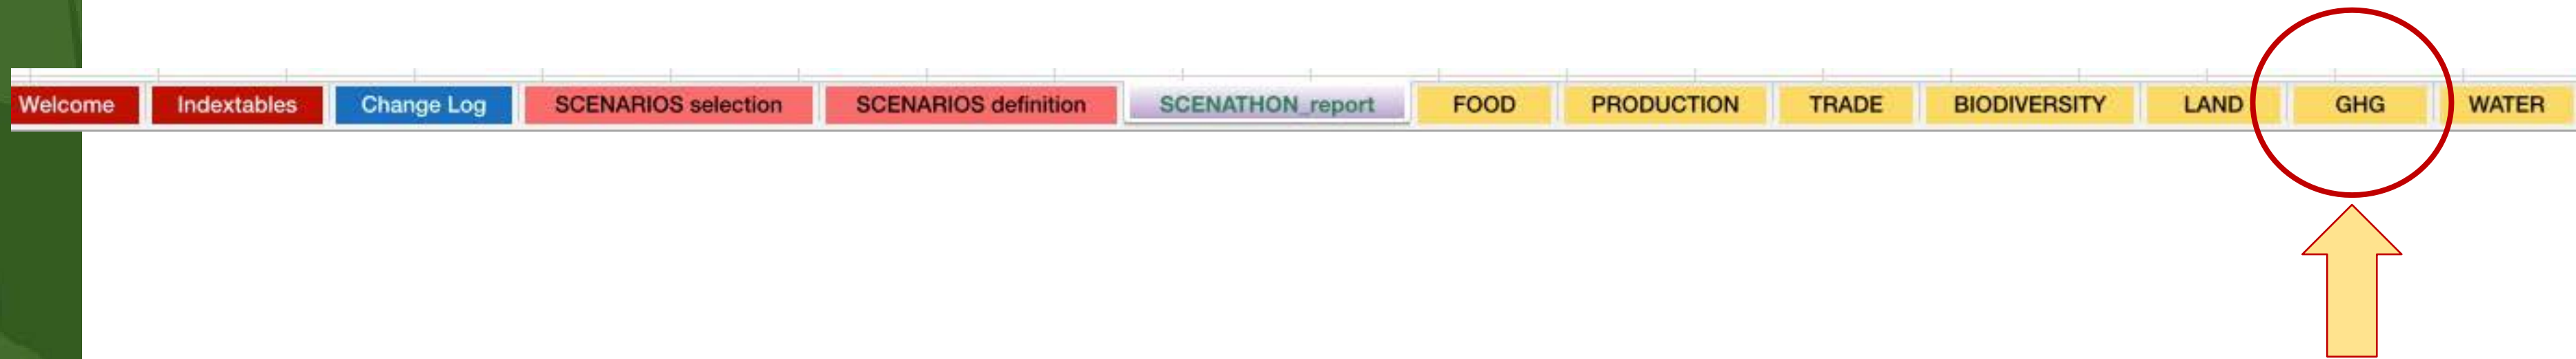 Welcome Indextables Change Log SCENARIOS selection SCENARIOS definition SCENATHON_report FOOD PRODUCTION TRADE BIODIVERSITY LAND GHG WATER